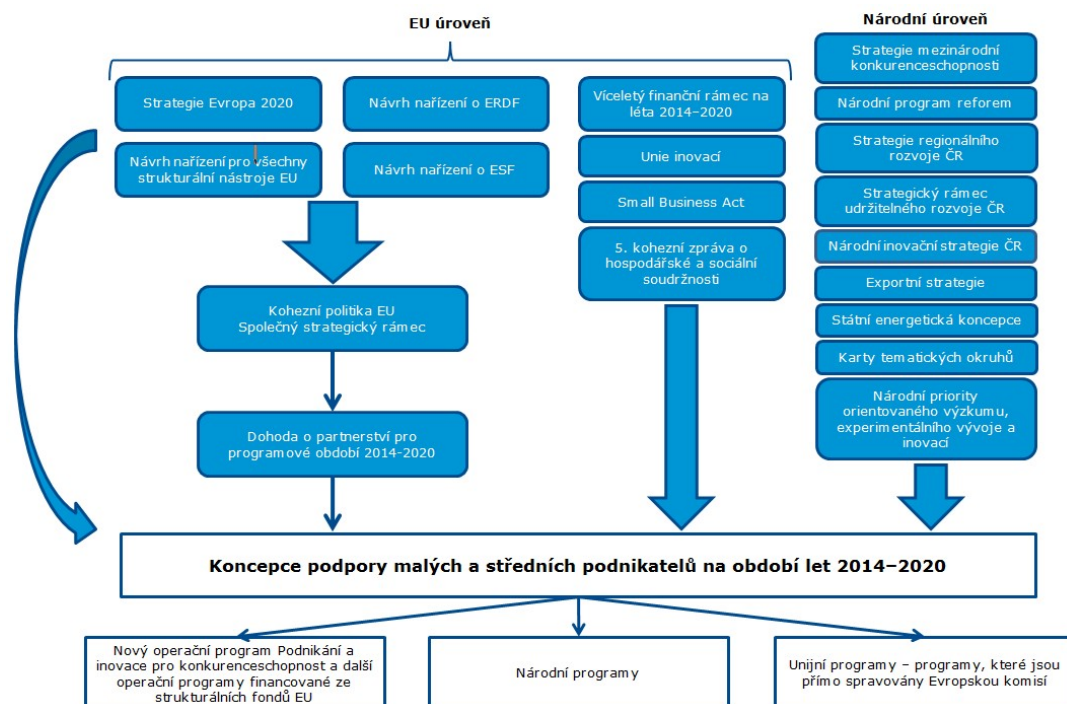 EU úroveň
Národní úroveň
Strategie Evropa 2020
Návrh nařízení o ERDF
Návrh nařízení pro všechny
strukturální nástroje EU
Návrh nařízení o ESF
Víceletý finanční rámec na
léta 2014–2020
Unie inovací
Small Business Act
5. kohezní zpráva o
hospodářské a sociální
soudržnosti
Strategie mezinárodní
konkurenceschopnosti
Národní program reforem
Strategie regionálního
rozvoje ČR
Strategický rámec
udržitelného rozvoje ČR
Národní inovační strategie ČR
Exportní strategie
Státní energetická koncepce
Karty tematických okruhů
Národní priority
orientovaného výzkumu,
experimentálního vývoje a
inovací
Kohezní politika EU
Společný strategický rámec
Dohoda o partnerství pro
programové období 2014-2020
Koncepce podpory malých a středních podnikatelů na období let 2014–2020
Nový operační program Podnikání a
inovace pro konkurenceschopnost a další
operační programy financované ze
strukturálních fondů EU
Národní programy
Unijní programy – programy, které jsou
přímo spravovány Evropskou komisí